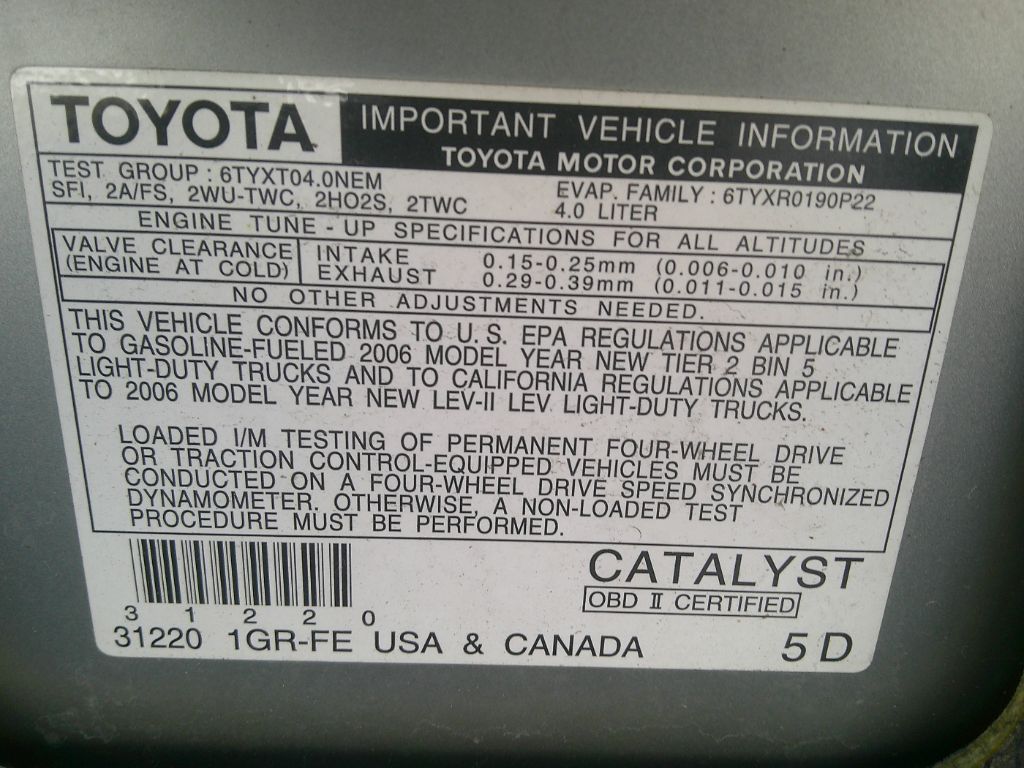 TOYOTA IMPORTANT VEHICLE INFORMATION
TOYOTA MOTOR CORPORATION
TEST GROUP : 6TYXT04.0NEM EVAP. FAMILY : 6TYXR0190P22
SFI, 2A/FS, 2WU-TWC, 2HO2S, 2TWC 4.0 LITER
ENGINE TUNE - UP SPECIFICATIONS FOR ALL ALTITUDES
VALVE CLEARANCE INTAKE 0.15-0.25mm (0.006-0.010 in.)
(ENGINE AT COLD) EXHAUST 0.29-0.39mm (0.011-0.015 in.)
NO OTHER ADJUSTMENTS NEEDED.
THIS VEHICLE CONFORMS TO U.S. EPA REGULATIONS APPLICABLE
TO GASOLINE-FUELED 2006 MODEL YEAR NEW TIER 2 BIN 5
LIGHT-DUTY TRUCKS AND TO CALIFORNIA REGULATIONS APPLICABLE
TO 2006 MODEL YEAR NEW LEV-II LEV LIGHT-DUTY TRUCKS.
LOADED I/M TESTING OF PERMANENT FOUR-WHEEL DRIVE
OR TRACTION CONTROL-EQUIPPED VEHICLES MUST BE
CONDUCTED ON A FOUR-WHEEL DRIVE SPEED SYNCHRONIZED
DYNAMOMETER. OTHERWISE, A NON-LOADED TEST
PROCEDURE MUST BE PERFORMED.
CATALYST
OBD II CERTIFIED
3 1 2 2 0
31220 1GR-FE USA & CANADA 5D